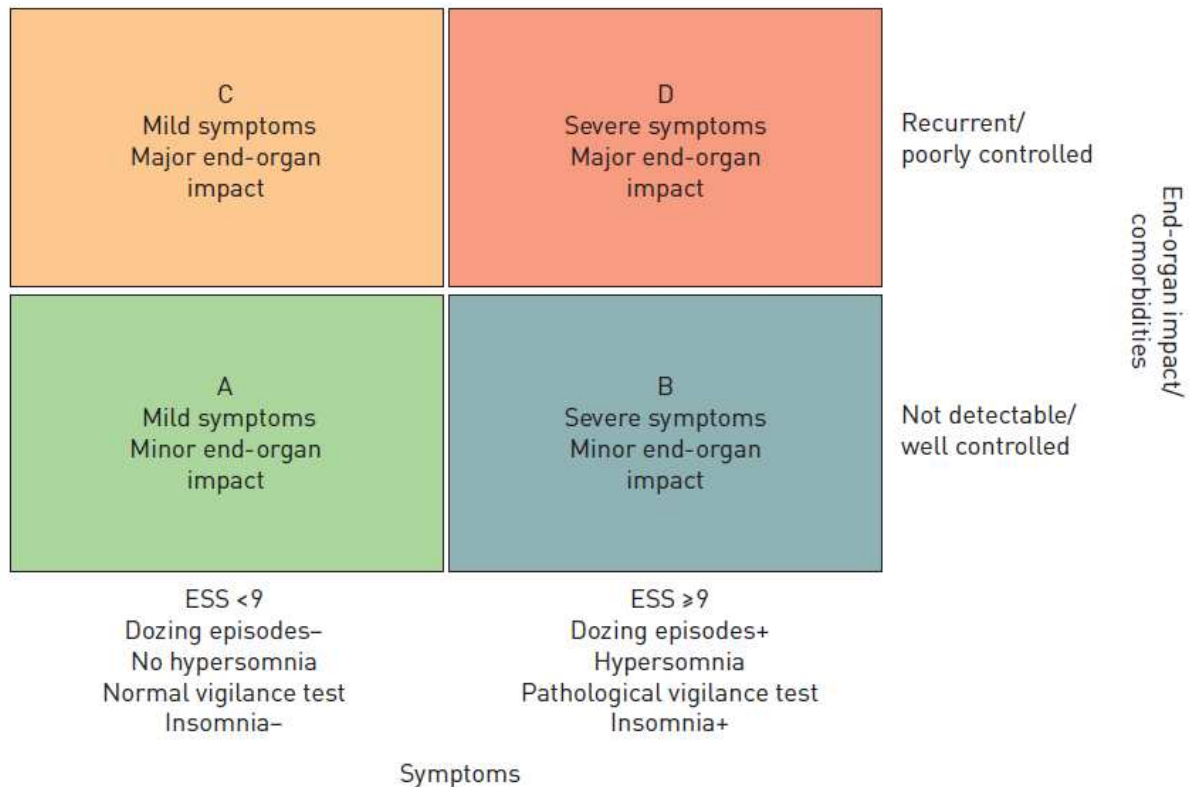 C
Mild symptoms
Major end-organ
impact
D
Severe symptoms
Major end-organ
impact
Recurrent/
poorly controlled
A
Mild symptoms
Minor end-organ
impact
B
Severe symptoms
Minor end-organ
impact
Not detectable/
well controlled
End-organ impact/
comorbidities
ESS <9
Dozing episodes–
No hypersomnia
Normal vigilance test
Insomnia–
ESS ⩾9
Dozing episodes+
Hypersomnia
Pathological vigilance test
Insomnia+
Symptoms